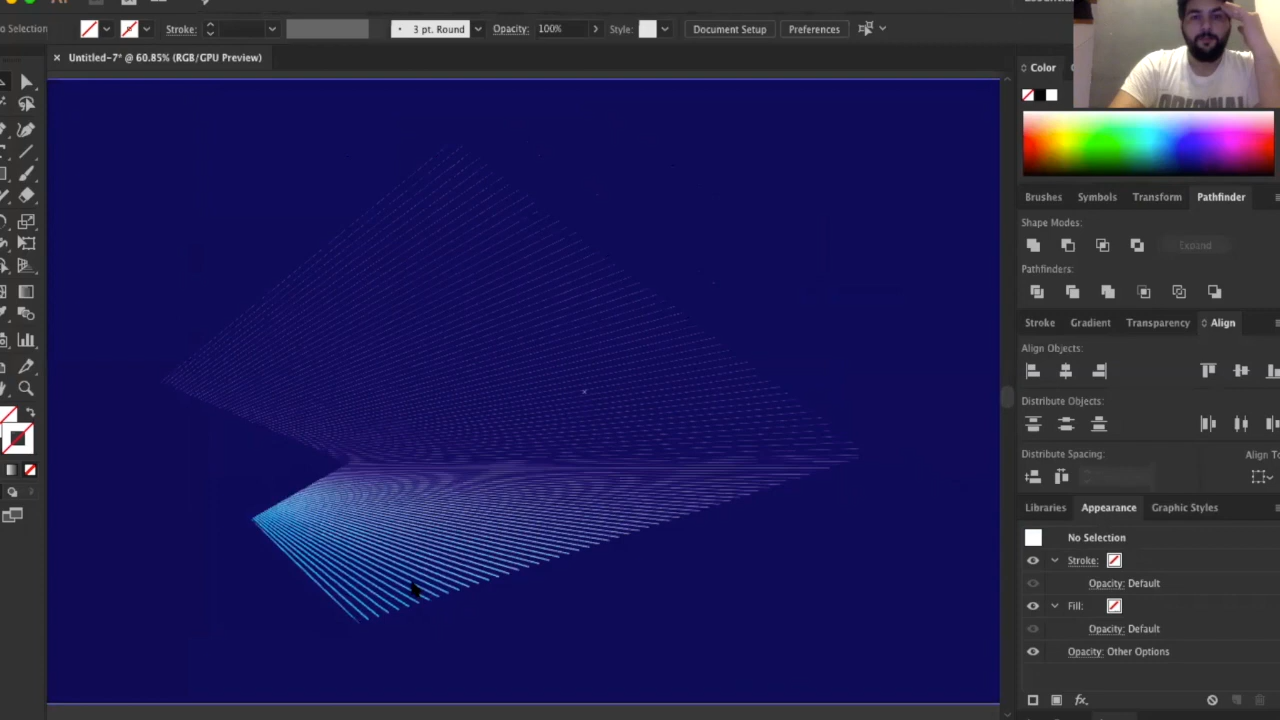 o Selection
Stroke:
3 pt. Round
Opacity: 100%
Style:
Document Setup
Preferences
Untitled-7* @ 60.85% (RGB/GPU Preview)
Color
ORIGINAL
Brushes Symbols Transform Pathfinder
Shape Modes:
Expand
Pathfinders:
Stroke Gradient Transparency Align
Align Objects:
Distribute Objects:
Distribute Spacing:
Align To
Libraries Appearance Graphic Styles
No Selection
Stroke:
Opacity: Default
Fill:
Opacity: Default
Opacity: Other Options
fx